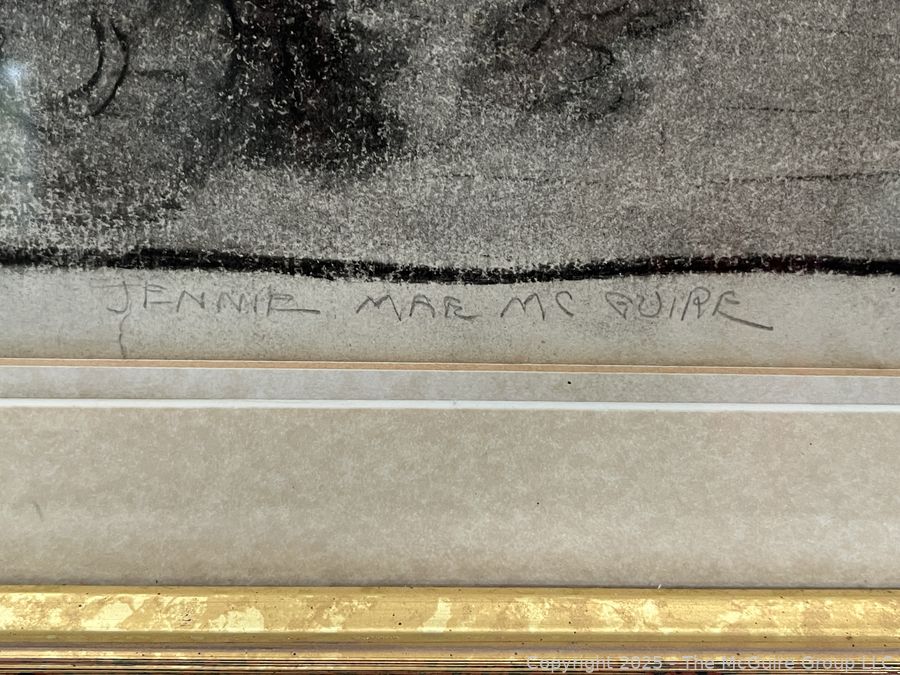 JENNIE MAE MC GUIRE
Copyright 2025 - The McGuire Group LLC